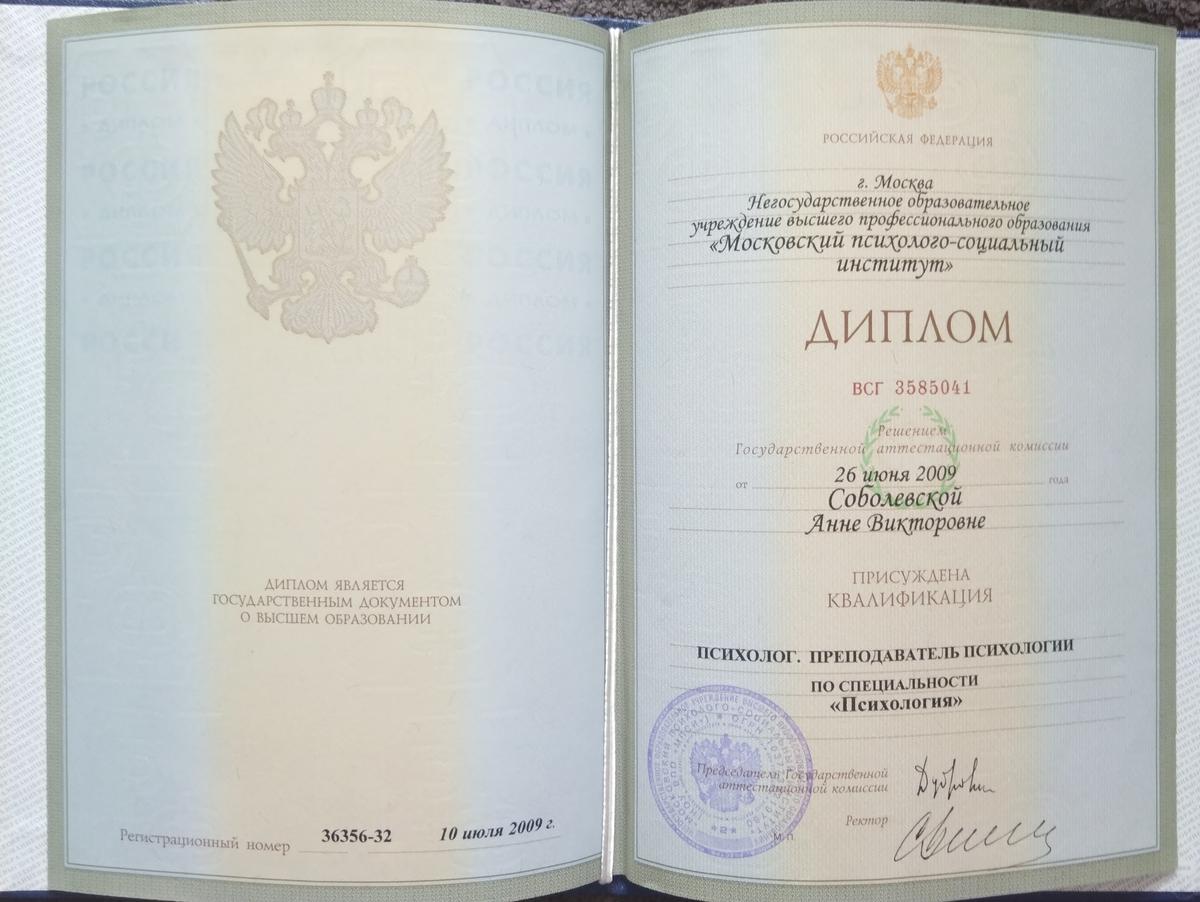 ДИПЛОМ ЯВЛЯЕТСЯ
ГОСУДАРСТВЕННЫМ ДОКУМЕНТОМ
О ВЫСШЕМ ОБРАЗОВАНИИ
Регистрационный номер 36356-32 10 июля 2009 г.
РОССИЙСКАЯ ФЕДЕРАЦИЯ
г. Москва
Негосударственное образовательное
учреждение высшего профессионального образования
«Московский психолого-социальный
институт»
ДИПЛОМ
ВСГ 3585041
Решением
Государственной аттестационной комиссии
от 26 июня 2009 года
Соболевской
Анне Викторовне
ПРИСУЖДЕНА
КВАЛИФИКАЦИЯ
ПСИХОЛОГ. ПРЕПОДАВАТЕЛЬ ПСИХОЛОГИИ
ПО СПЕЦИАЛЬНОСТИ
«Психология»
Председатель Государственной
аттестационной комиссии
Ректор
М.П.